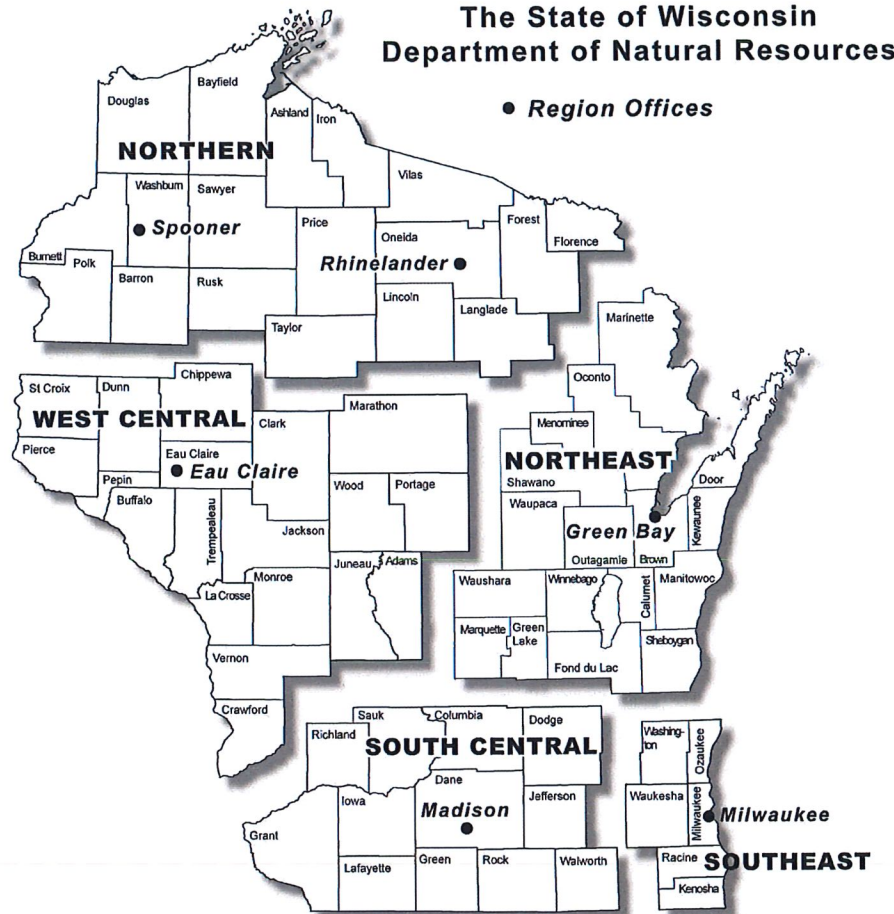 The State of Wisconsin
Department of Natural Resources
Region Offices
Bayfield
Douglas
Ashland
Iron
NORTHERN
Vilas
Washburn
Sawyer
Price
Forest
Spooner
Oneida
Florence
Burnett
Polk
Rhinelander
Barron
Rusk
Lincoln
Langlade
Taylor
Marinette
Chippewa
St Croix
Dunn
Oconto
WEST CENTRAL
Marathon
Clark
Menominee
Pierce
Eau Claire
Eau Claire
NORTHEAST
Pepin
Wood
Portage
Shawano
Door
Buffalo
Waupaca
Trempealeau
Kewaunee
Jackson
Green Bay
Juneau
Adams
Outagamie
Brown
Monroe
Waushara
Winnebago
Calumet
Manitowoc
La Crosse
Marquette
Green
Lake
Sheboygan
Vernon
Fond du Lac
Crawford
Sauk
Columbia
Dodge
Richland
Washing-
ton
Ozaukee
SOUTH CENTRAL
Dane
Iowa
Jefferson
Waukesha
Milwaukee
Madison
Milwaukee
Grant
Lafayette
Green
Rock
Walworth
Racine
SOUTHEAST
Kenosha